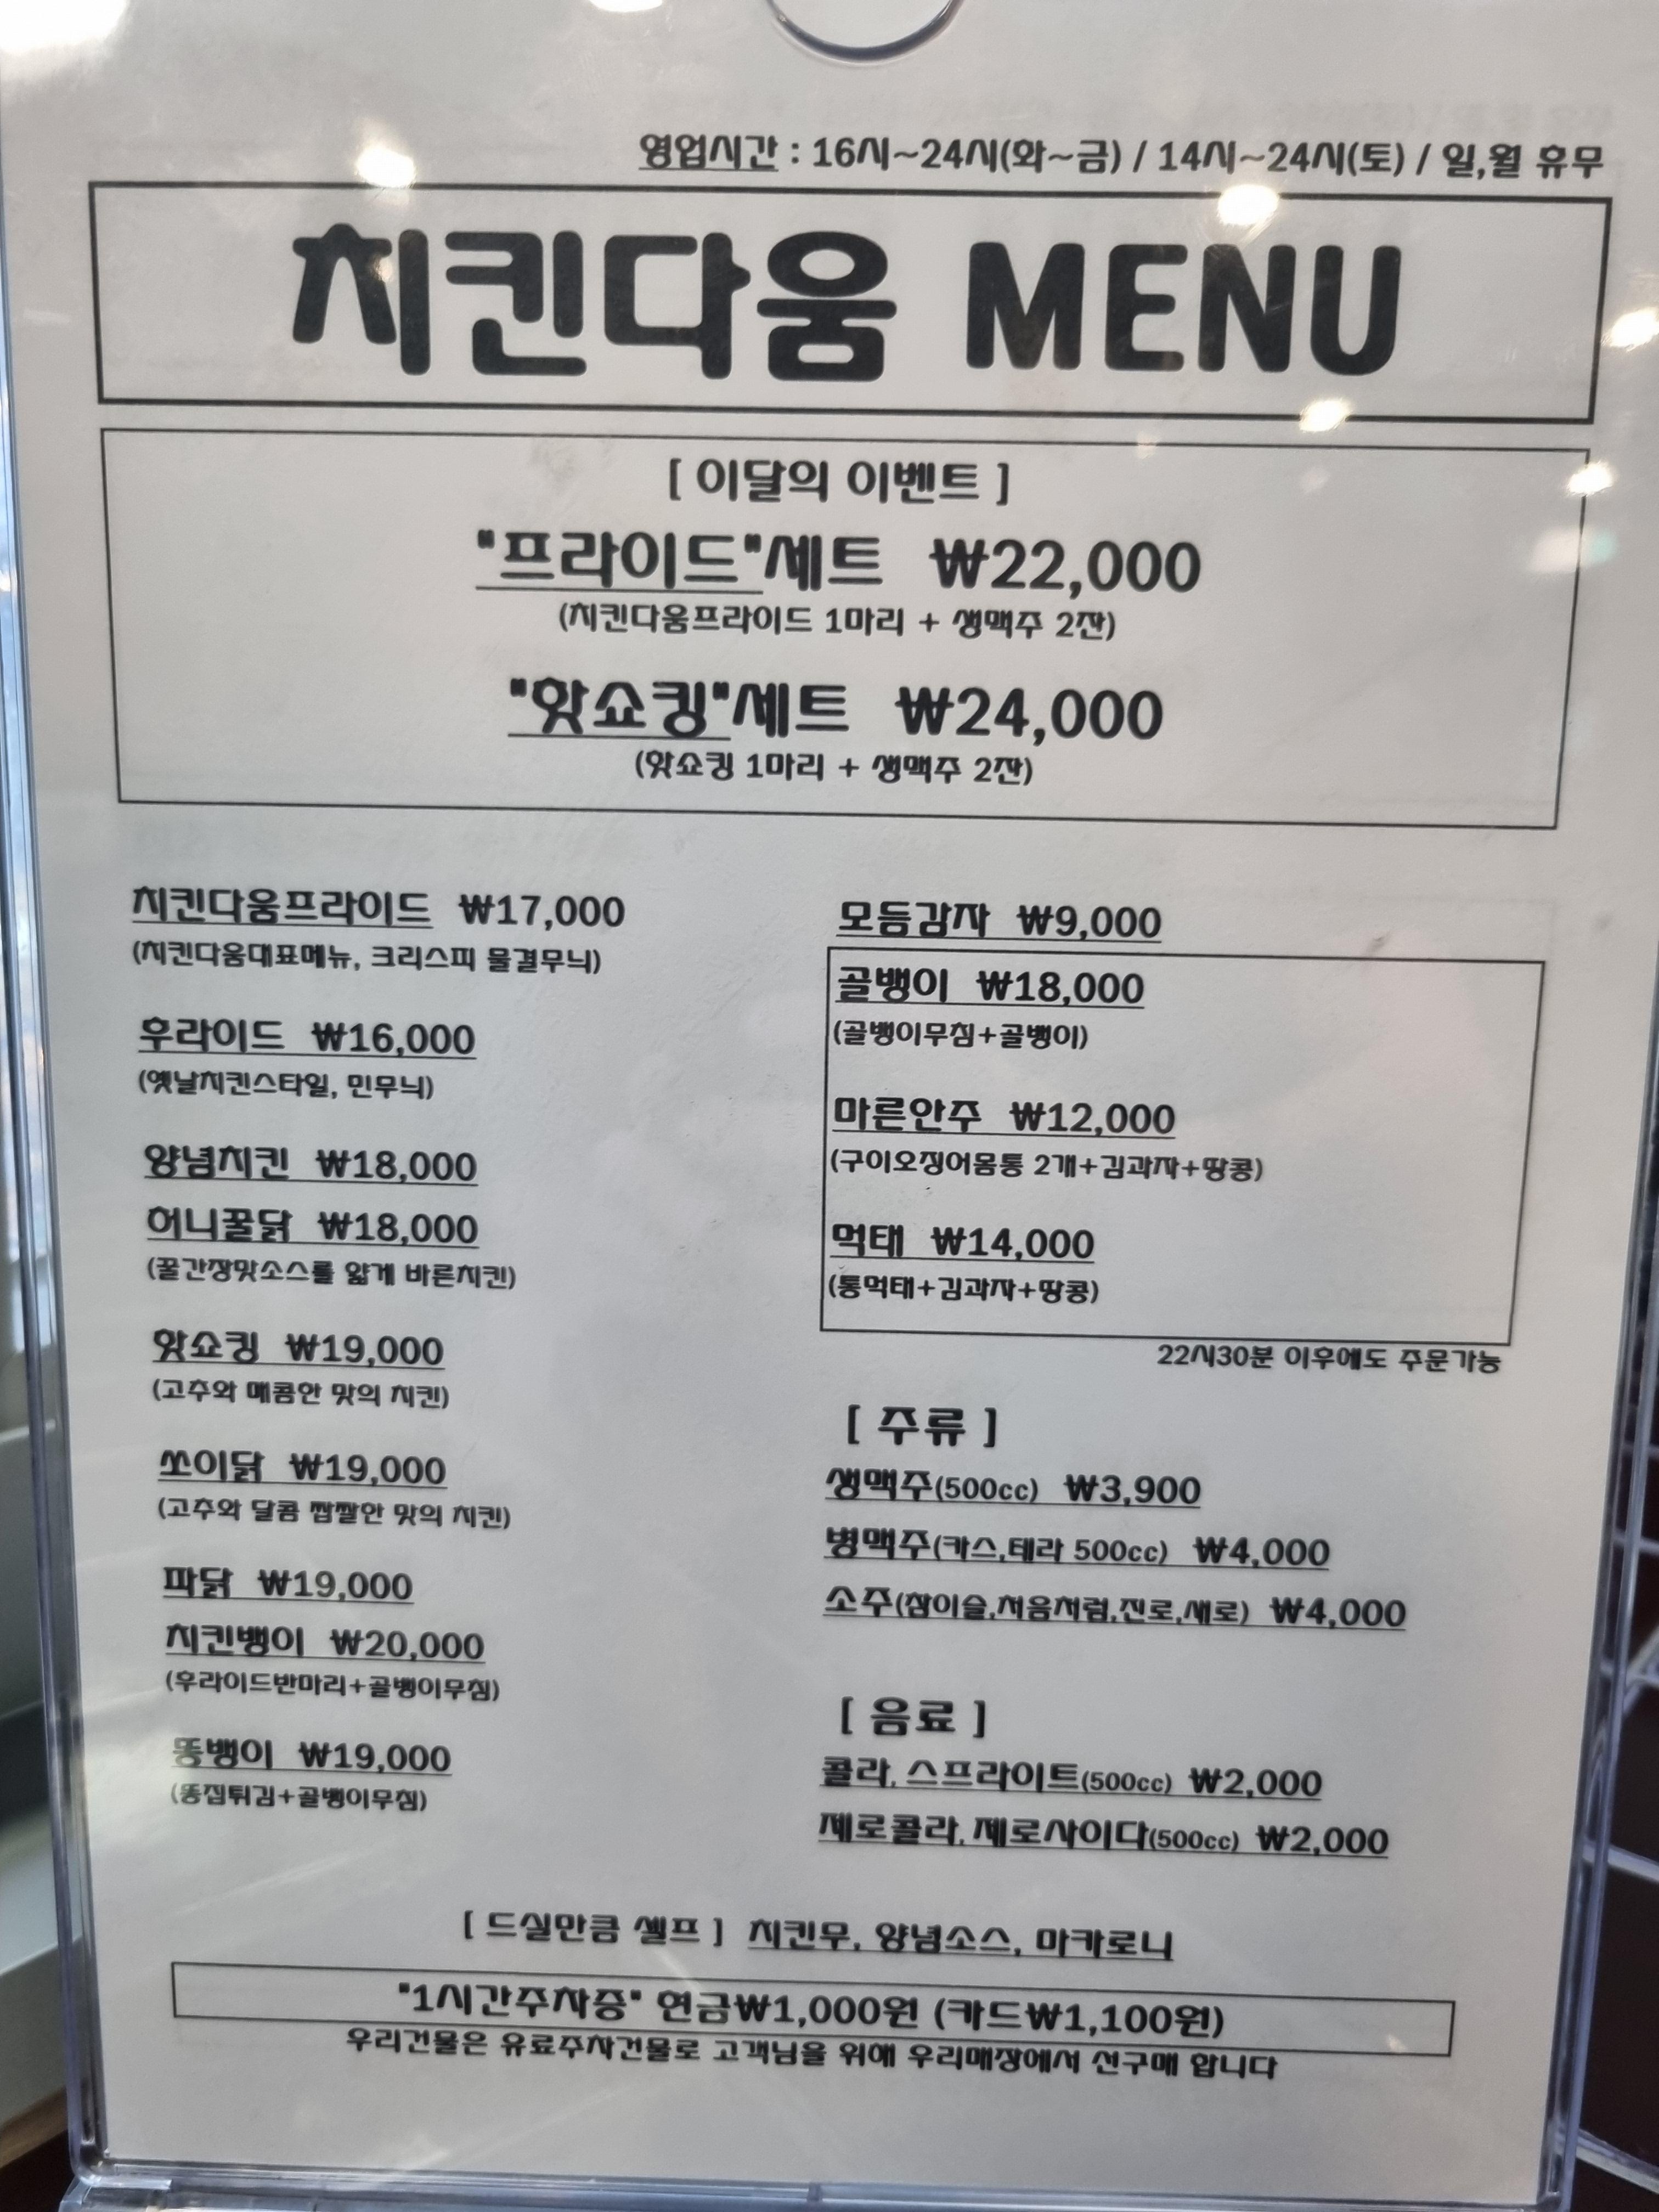 영업시간 : 16시~24시(화~금) / 14시~24시(토) / 일,월 휴무
치킨다움 MENU
[ 이달의 이벤트 ]
"프라이드"세트 ₩22,000
(치킨다움프라이드 1마리 + 생맥주 2잔)
"핫쇼킹"세트 ₩24,000
(핫쇼킹 1마리 + 생맥주 2잔)
치킨다움프라이드 ₩17,000
(치킨다움대표메뉴, 크리스피 물결무늬)
후라이드 ₩16,000
(옛날치킨스타일, 민무늬)
양념치킨 ₩18,000
허니꿀닭 ₩18,000
(꿀간장맛소스를 얇게 바른치킨)
핫쇼킹 ₩19,000
(고추와 매콤한 맛의 치킨)
쏘이닭 ₩19,000
(고추와 달콤 짭짤한 맛의 치킨)
파닭 ₩19,000
치킨뱅이 ₩20,000
(후라이드반마리+골뱅이무침)
똥뱅이 ₩19,000
(똥집튀김+골뱅이무침)
모듬감자 ₩9,000
골뱅이 ₩18,000
(골뱅이무침+골뱅이)
마른안주 ₩12,000
(구이오징어몸통 2개+김과자+땅콩)
먹태 ₩14,000
(통먹태+김과자+땅콩)
22시30분 이후에도 주문가능
[ 주류 ]
생맥주(500cc) ₩3,900
병맥주(카스,테라 500cc) ₩4,000
소주(참이슬,처음처럼,진로,새로) ₩4,000
[ 음료 ]
콜라, 스프라이트(500cc) ₩2,000
제로콜라, 제로사이다(500cc) ₩2,000
[ 드실만큼 셀프 ] 치킨무, 양념소스, 마카로니
"1시간주차증" 현금₩1,000원 (카드₩1,100원)
우리건물은 유료주차건물로 고객님을 위해 우리매장에서 선구매 합니다